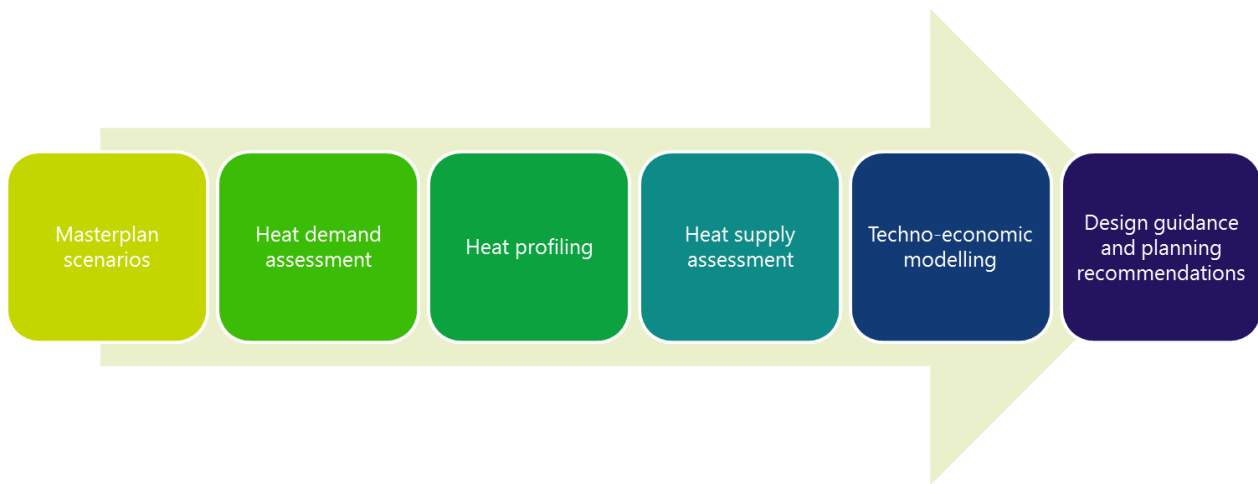 Masterplan
scenarios
Heat demand
assessment
Heat profiling
Heat supply
assessment
Techno-economic
modelling
Design guidance
and planning
recommendations